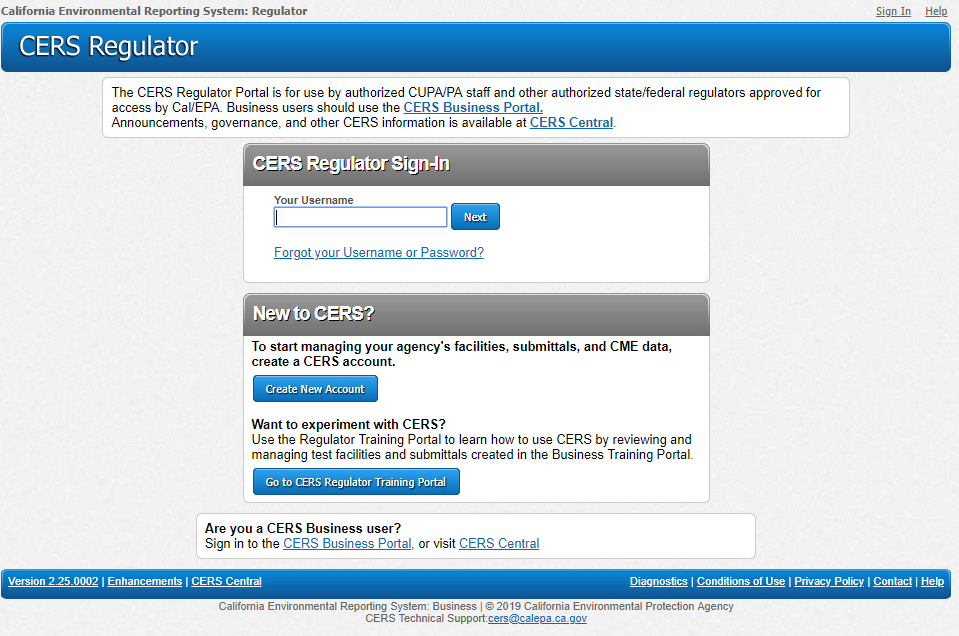 California Environmental Reporting System: Regulator
Sign In Help
CERS Regulator
The CERS Regulator Portal is for use by authorized CUPA/PA staff and other authorized state/federal regulators approved for
access by Cal/EPA. Business users should use the CERS Business Portal.
Announcements, governance, and other CERS information is available at CERS Central.
CERS Regulator Sign-In
Your Username
Next
Forgot your Username or Password?
New to CERS?
To start managing your agency's facilities, submittals, and CME data,
create a CERS account.
Create New Account
Want to experiment with CERS?
Use the Regulator Training Portal to learn how to use CERS by reviewing and
managing test facilities and submittals created in the Business Training Portal.
Go to CERS Regulator Training Portal
Are you a CERS Business user?
Sign in to the CERS Business Portal, or visit CERS Central
Version 2.25.0002 | Enhancements | CERS Central
Diagnostics | Conditions of Use | Privacy Policy | Contact | Help
California Environmental Reporting System: Business | © 2019 California Environmental Protection Agency
CERS Technical Support:cers@calepa.ca.gov